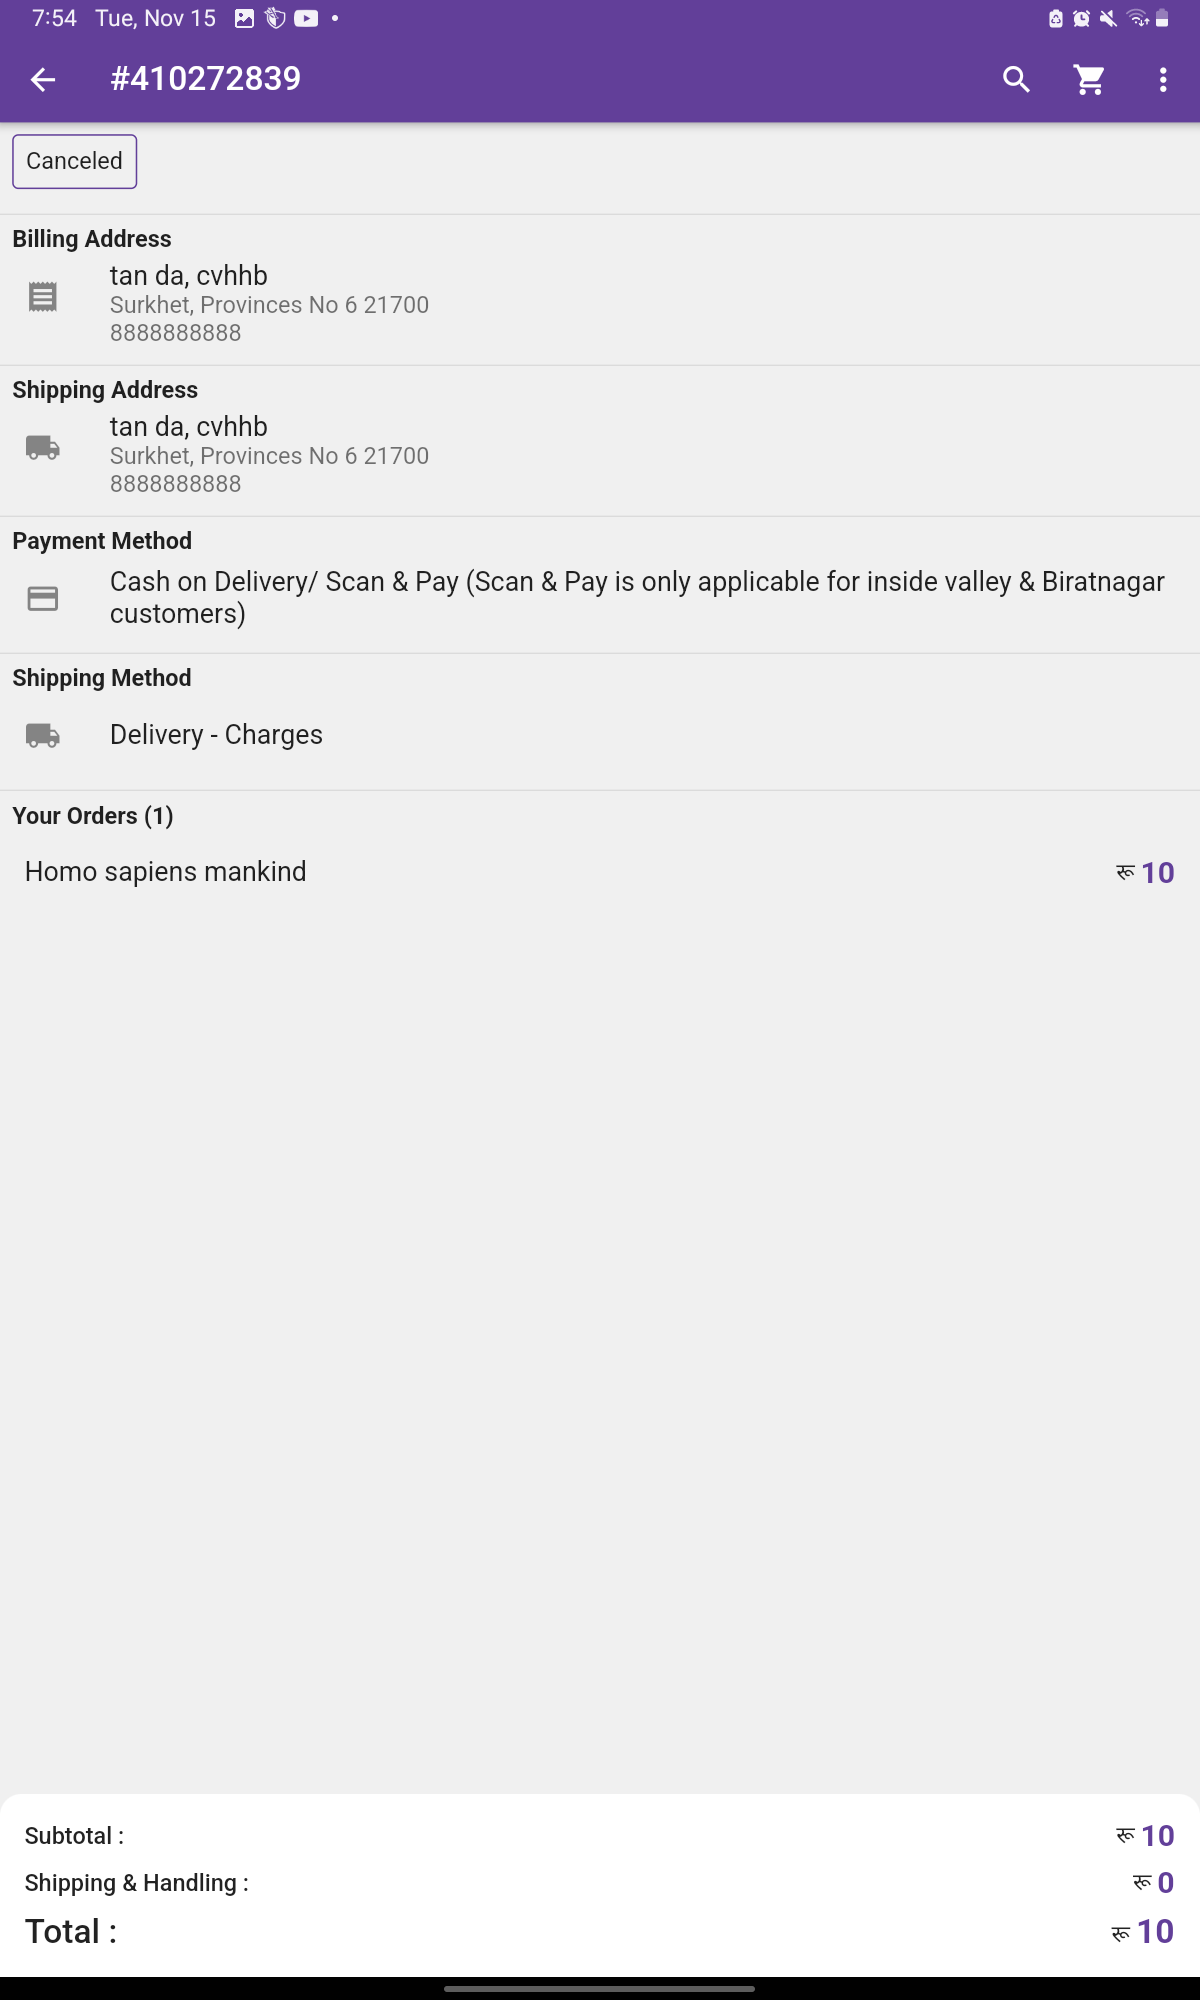 7:54 Tue, Nov 15
#410272839
Canceled
Billing Address
tan da, cvhhb
Surkhet, Provinces No 6 21700
8888888888
Shipping Address
tan da, cvhhb
Surkhet, Provinces No 6 21700
8888888888
Payment Method
Cash on Delivery/ Scan & Pay (Scan & Pay is only applicable for inside valley & Biratnagar
customers)
Shipping Method
Delivery - Charges
Your Orders (1)
Homo sapiens mankind रू 10
Subtotal : रू 10
Shipping & Handling : रू 0
Total : रू 10